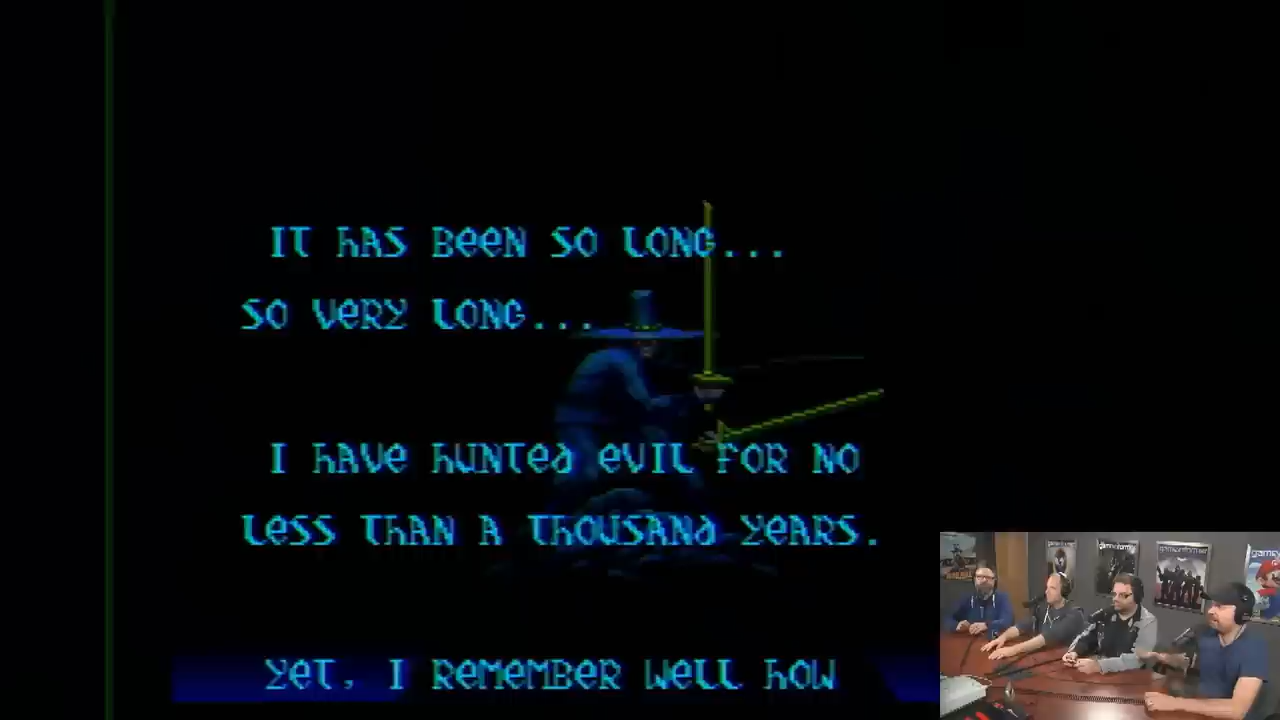 It has been so long...
so very long...
I have hunted evil for no
less than a thousand years.
Yet, I remember well how
gameinformer